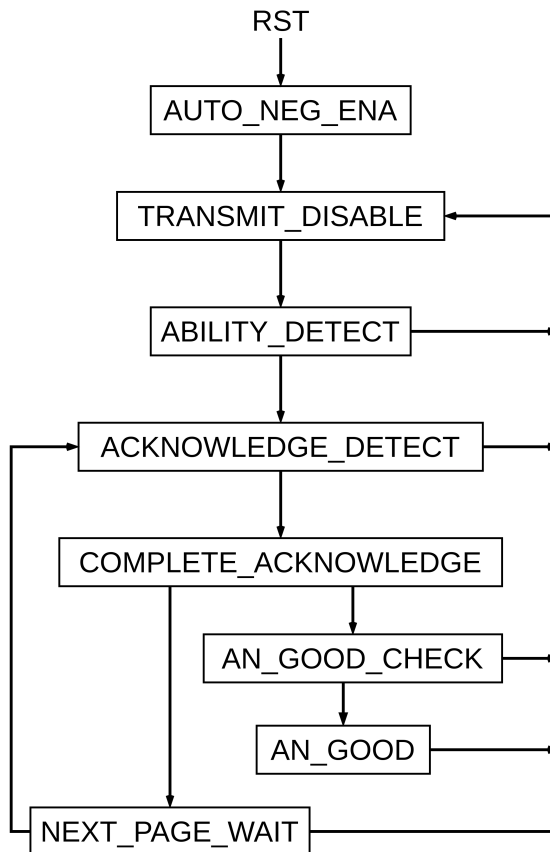 RST
AUTO_NEG_ENA
TRANSMIT_DISABLE
ABILITY_DETECT
ACKNOWLEDGE_DETECT
COMPLETE_ACKNOWLEDGE
AN_GOOD_CHECK
AN_GOOD
NEXT_PAGE_WAIT